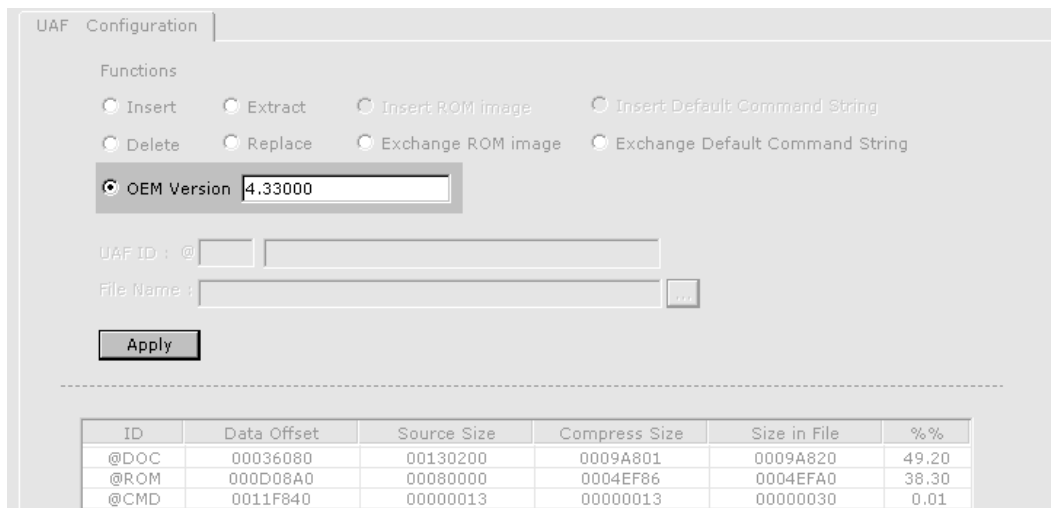 UAF Configuration
Functions
Insert Extract Insert ROM image Insert Default Command String
Delete Replace Exchange ROM image Exchange Default Command String
OEM Version 4.33000
UAF ID : @
File Name :
...
Apply
ID Data Offset Source Size Compress Size Size in File %%
@DOC 00036080 00130200 0009A801 0009A820 49.20
@ROM 000D08A0 00080000 0004EF86 0004EFA0 38.30
@CMD 0011F840 00000013 00000013 00000030 0.01